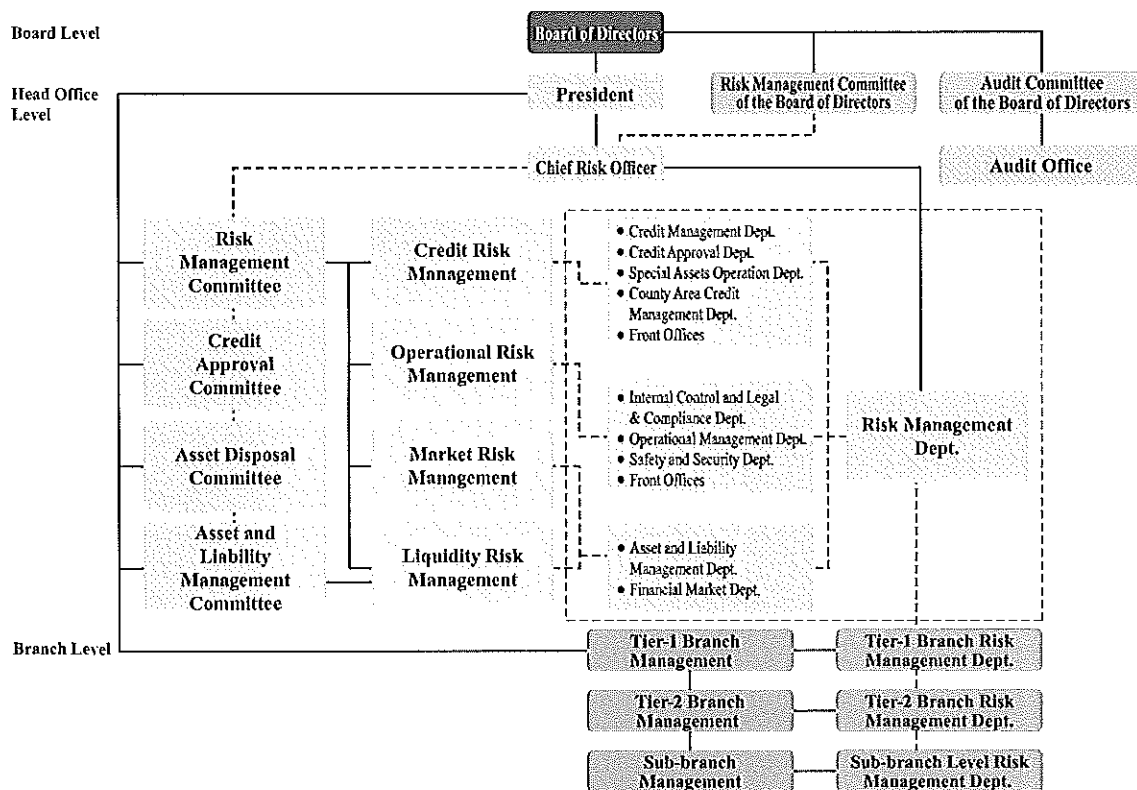 Board Level
Board of Directors
Head Office
Level
President
Risk Management Committee
of the Board of Directors
Audit Committee
of the Board of Directors
Chief Risk Officer
Audit Office
Risk
Management
Committee
Credit Risk
Management
• Credit Management Dept.
• Credit Approval Dept.
• Special Assets Operation Dept.
• County Area Credit
Management Dept.
• Front Offices
Credit
Approval
Committee
Operational Risk
Management
• Internal Control and Legal
& Compliance Dept.
• Operational Management Dept.
• Safety and Security Dept.
• Front Offices
Risk Management
Dept.
Asset Disposal
Committee
Market Risk
Management
Asset and
Liability
Management
Committee
Liquidity Risk
Management
• Asset and Liability
Management Dept.
• Financial Market Dept.
Branch Level
Tier-1 Branch
Management
Tier-1 Branch Risk
Management Dept.
Tier-2 Branch
Management
Tier-2 Branch Risk
Management Dept.
Sub-branch
Management
Sub-branch Level Risk
Management Dept.